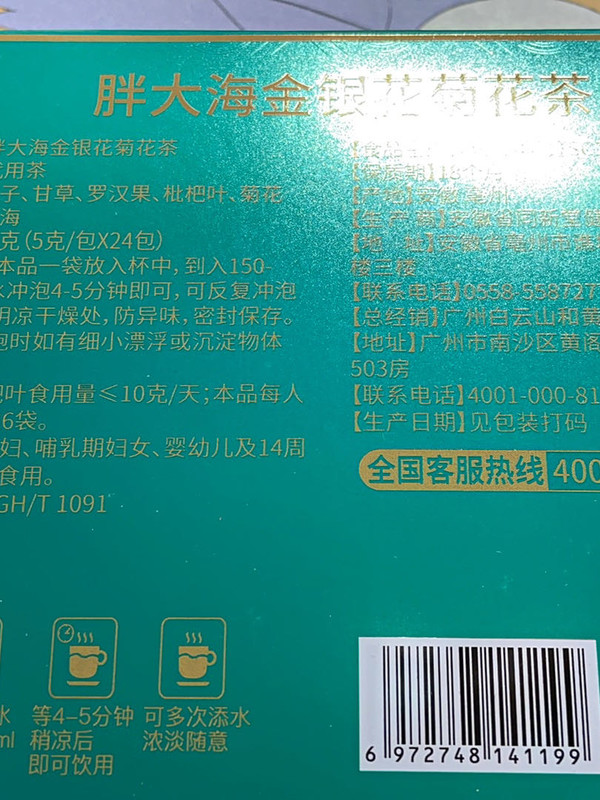 胖大海金银花菊花茶
胖大海金银花菊花茶
用茶
子、甘草、罗汉果、枇杷叶、菊花
海
克(5克/包X24包)
本品一袋放入杯中,到入150-
冲泡4-5分钟即可,可反复冲泡
阴凉干燥处,防异味,密封保存。
泡时如有细小漂浮或沉淀物体
杷叶食用量≤10克/天;本品每人
6袋。
妇、哺乳期妇女、婴幼儿及14周
食用。
GH/T 1091
【保质期】18个月
【产地】安徽亳州
【生产商】安徽
【地 址】安徽省亳州市
楼三楼
【联系电话】0558-558727
【总经销】广州白云山和黄
【地址】广州市南沙区黄阁
503房
【联系电话】4001-000-81
【生产日期】见包装打码
全国客服热线 400
水
ml
等4-5分钟
稍凉后
即可饮用
可多次添水
浓淡随意
6 972748 141199